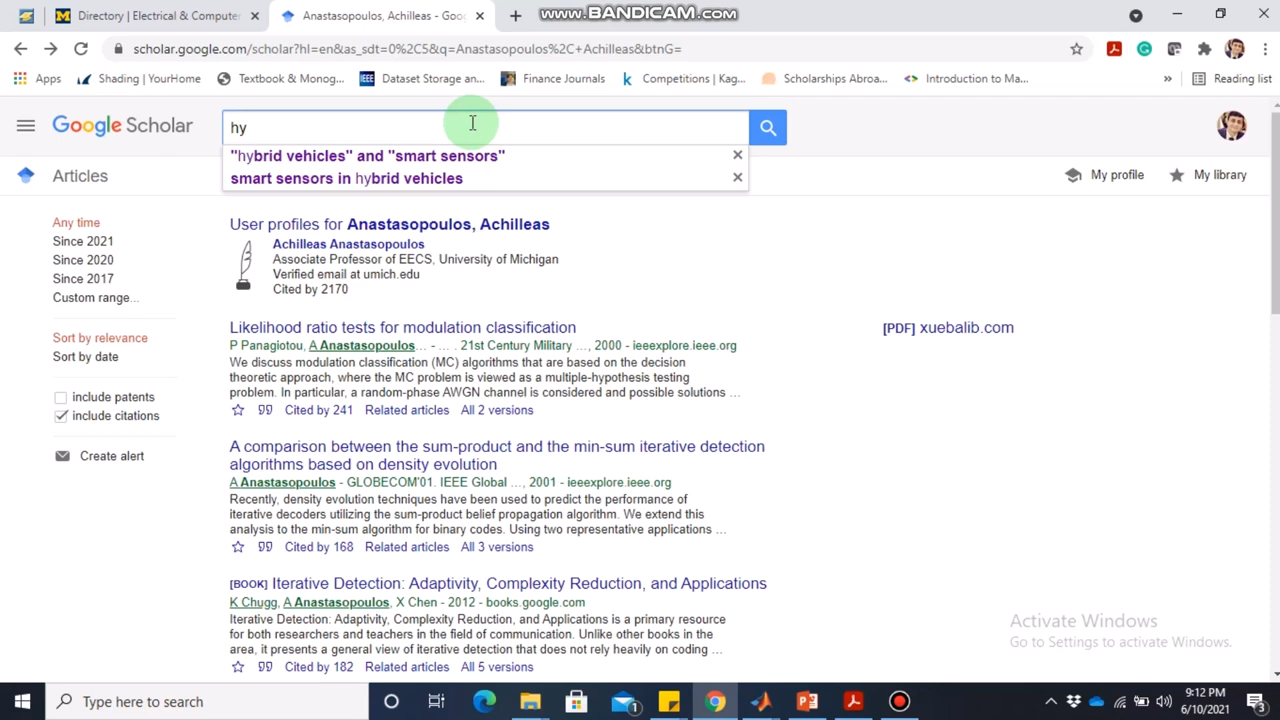 Directory | Electrical & Computer
Anastasopoulos, Achilleas - Goo
www.BANDICAM.com
scholar.google.com/scholar?hl=en&as_sdt=0%2C5&q=Anastasopoulos%2C+Achilleas&btnG=
Apps
Shading | YourHome
Textbook & Monog...
Dataset Storage an...
Finance Journals
Competitions | Kag...
Scholarships Abroa...
Introduction to Ma...
»
Reading list
Google Scholar
hy
"hybrid vehicles" and "smart sensors"
smart sensors in hybrid vehicles
Articles
My profile
My library
Any time
Since 2021
Since 2020
Since 2017
Custom range...
Sort by relevance
Sort by date
include patents
include citations
Create alert
User profiles for Anastasopoulos, Achilleas
Achilleas Anastasopoulos
Associate Professor of EECS, University of Michigan
Verified email at umich.edu
Cited by 2170
Likelihood ratio tests for modulation classification
[PDF] xuebalib.com
P Panagiotou, A Anastasopoulos... - ... . 21st Century Military ..., 2000 - ieeexplore.ieee.org
We discuss modulation classification (MC) algorithms that are based on the decision
theoretic approach, where the MC problem is viewed as a multiple-hypothesis testing
problem. In particular, a random-phase AWGN channel is considered and possible solutions ...
Cited by 241 Related articles All 2 versions
A comparison between the sum-product and the min-sum iterative detection
algorithms based on density evolution
A Anastasopoulos - GLOBECOM'01. IEEE Global ..., 2001 - ieeexplore.ieee.org
Recently, density evolution techniques have been used to predict the performance of
iterative decoders utilizing the sum-product belief propagation algorithm. We extend this
analysis to the min-sum algorithm for binary codes. Using two representative applications ...
Cited by 168 Related articles All 3 versions
[BOOK] Iterative Detection: Adaptivity, Complexity Reduction, and Applications
K Chugg, A Anastasopoulos, X Chen - 2012 - books.google.com
Iterative Detection: Adaptivity, Complexity Reduction, and Applications is a primary resource
for both researchers and teachers in the field of communication. Unlike other books in the
area, it presents a general view of iterative detection that does not rely heavily on coding ...
Cited by 182 Related articles All 5 versions
Activate Windows
Go to Settings to activate Windows.
Type here to search
1
9:12 PM
6/10/2021
3